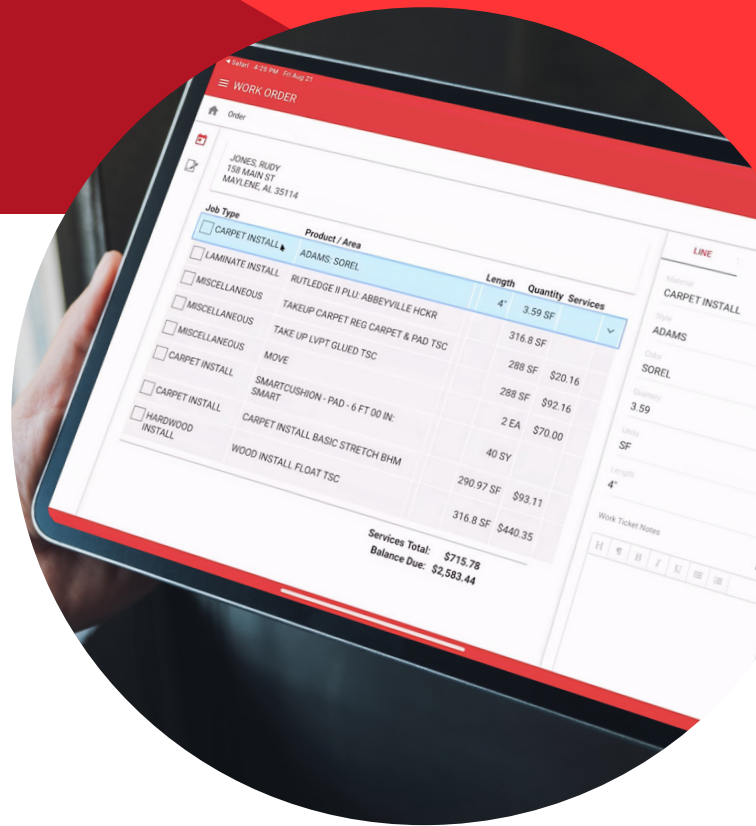 Safari 4:29 PM Fri Aug 21
WORK ORDER
Order
JONES, RUDY
158 MAIN ST
MAYLENE, AL 35114
Job Type Product / Area Length Quantity Services
CARPET INSTALL ADAMS: SOREL 4" 3.59 SF
LAMINATE INSTALL RUTLEDGE II PLU: ABBEYVILLE HCKR 316.8 SF
MISCELLANEOUS TAKEUP CARPET REG CARPET & PAD TSC 288 SF $20.16
MISCELLANEOUS TAKE UP LVPT GLUED TSC 288 SF $92.16
MISCELLANEOUS MOVE 2 EA $70.00
CARPET INSTALL SMARTCUSHION - PAD - 6 FT 00 IN: 40 SY
SMART
CARPET INSTALL CARPET INSTALL BASIC STRETCH BHM 290.97 SF $93.11
HARDWOOD WOOD INSTALL FLOAT TSC 316.8 SF $440.35
INSTALL
Services Total: $715.78
Balance Due: $2,583.44
LINE
Material
CARPET INSTALL
Style
ADAMS
Color
SOREL
Quantity
3.59
Units
SF
Length
4"
Work Ticket Notes
H ¶ B I U